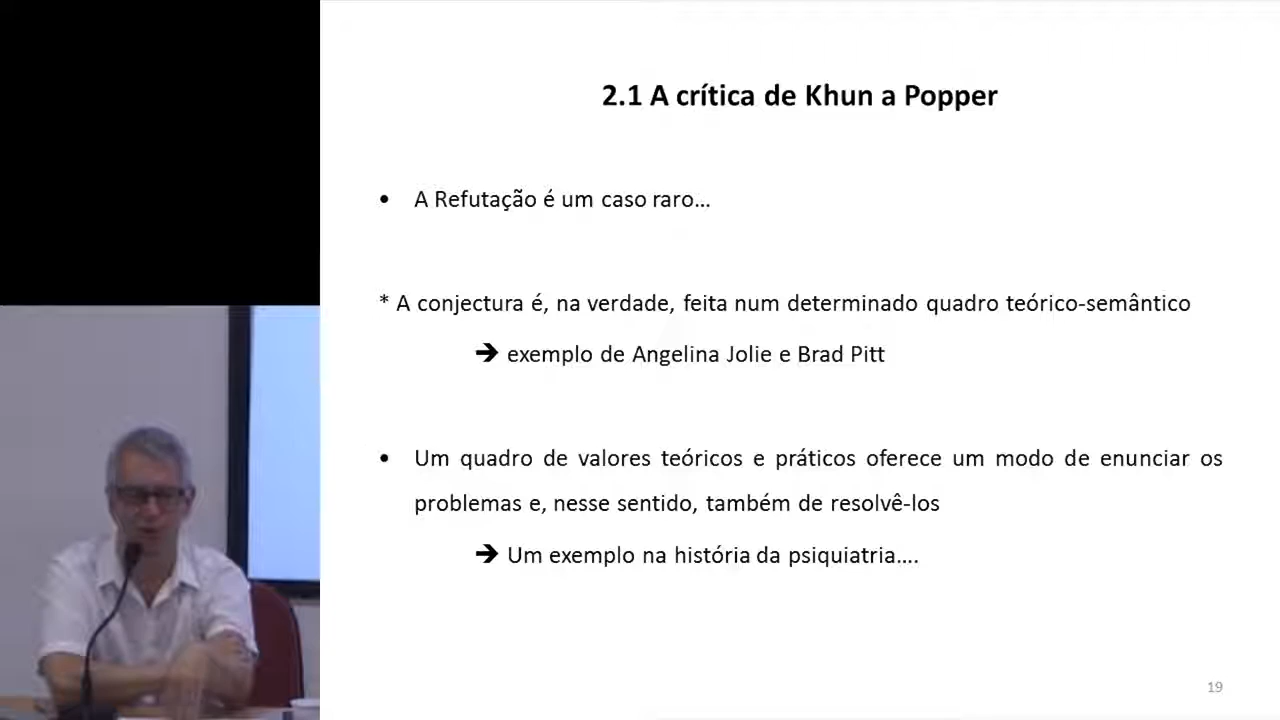 2.1 A crítica de Khun a Popper
• A Refutação é um caso raro...
* A conjectura é, na verdade, feita num determinado quadro teórico-semântico
➔ exemplo de Angelina Jolie e Brad Pitt
• Um quadro de valores teóricos e práticos oferece um modo de enunciar os
problemas e, nesse sentido, também de resolvê-los
➔ Um exemplo na história da psiquiatria....
19